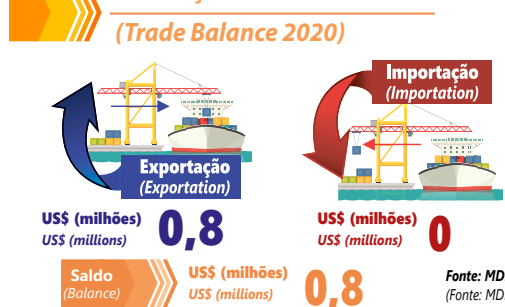 (Trade Balance 2020)
Importação
(Importation)
Exportação
(Exportation)
US$ (milhões)
US$ (millions)
0,8
US$ (milhões)
US$ (millions)
0
Saldo
(Balance)
US$ (milhões)
US$ (millions)
0,8
Fonte: MD
(Fonte: MD